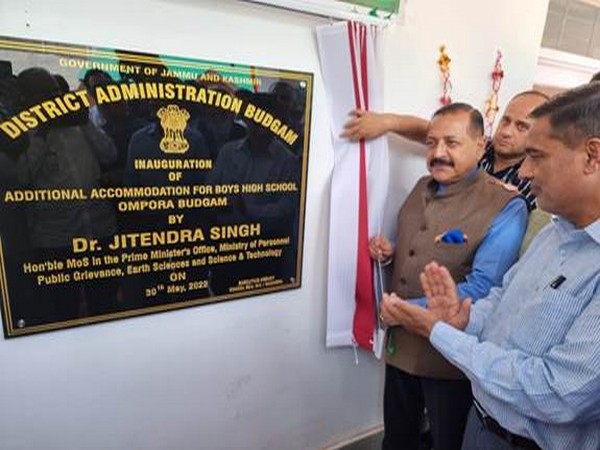 GOVERNMENT OF JAMMU AND KASHMIR
DISTRICT ADMINISTRATION BUDGAM
INAUGURATION
OF
ADDITIONAL ACCOMMODATION FOR BOYS HIGH SCHOOL
OMPORA BUDGAM
BY
Dr. JITENDRA SINGH
Hon'ble MoS in the Prime Minister's Office, Ministry of Personnel
Public Grievance, Earth Sciences and Science & Technology
ON
30th May, 2022
EXECUTIVE AGENCY